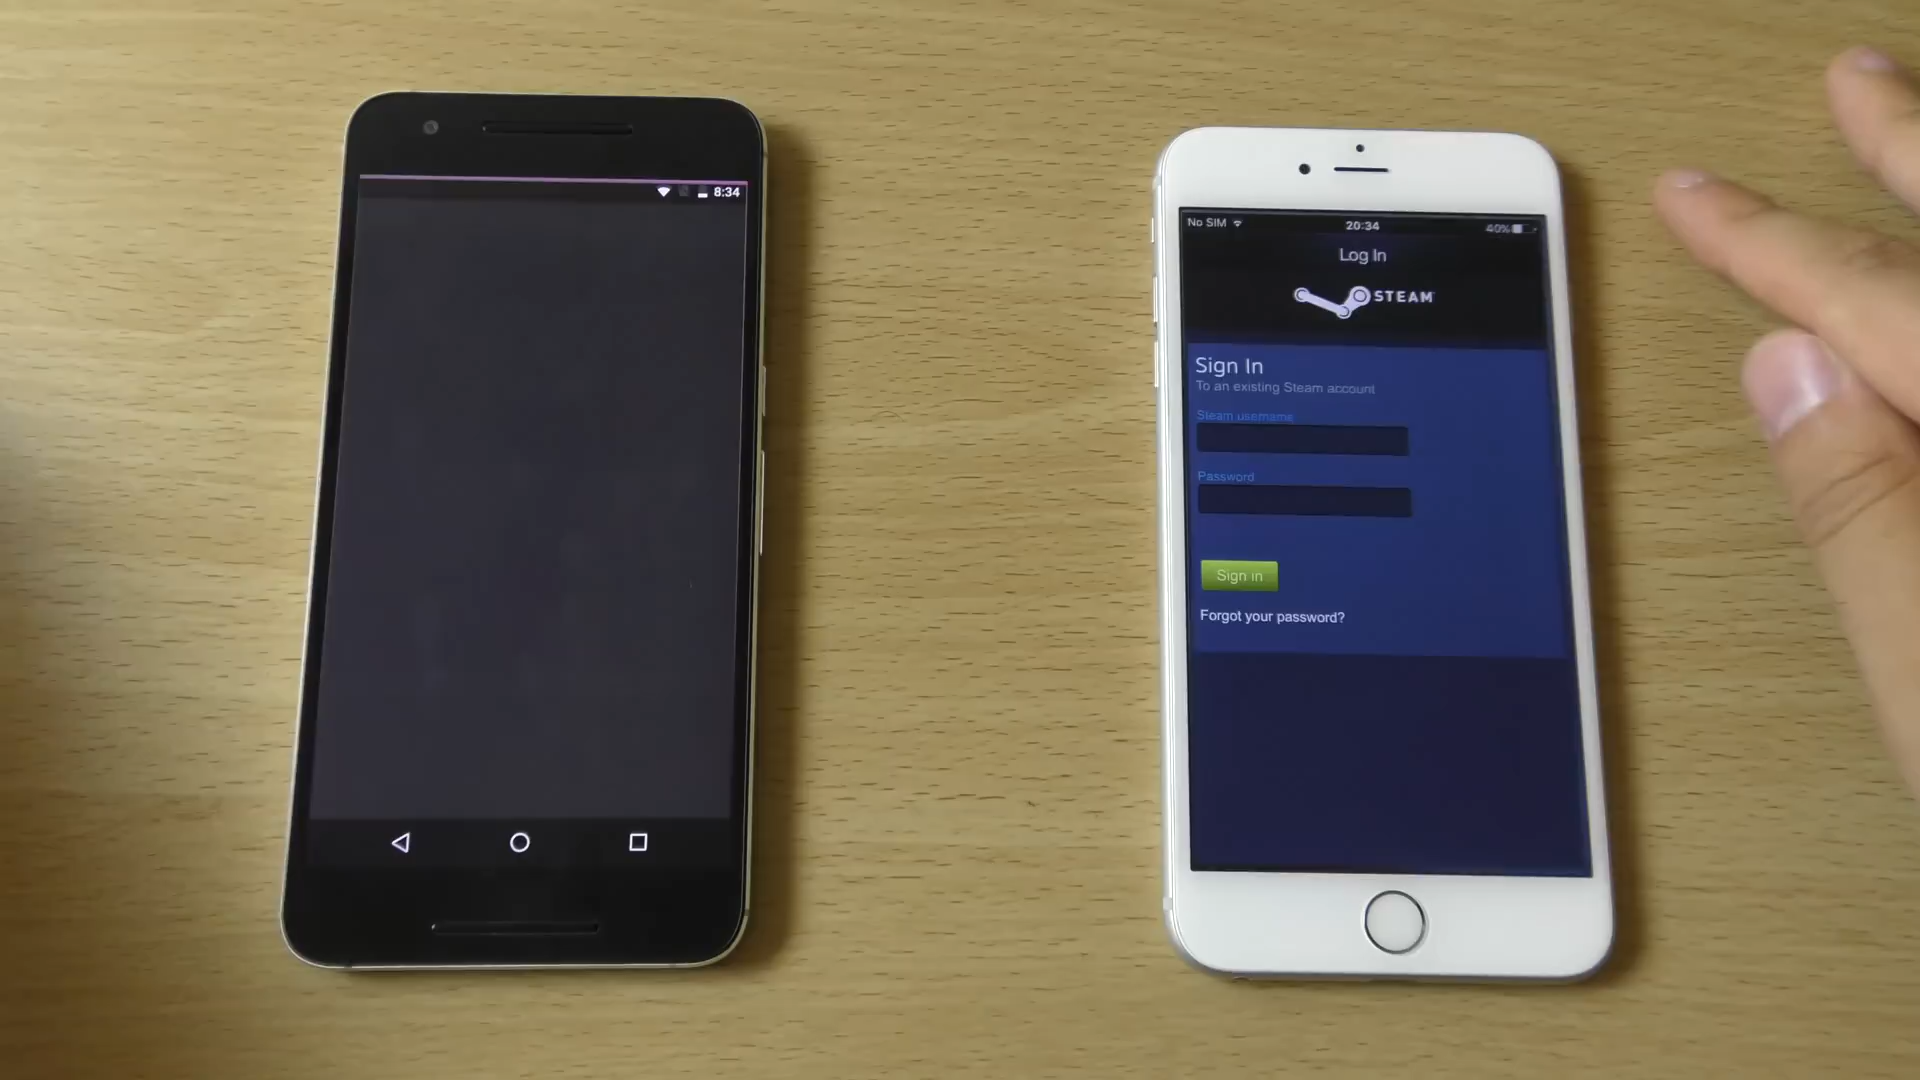 8:34
No SIM 20:34 40%
Log In
STEAM
Sign In
To an existing Steam account
Steam username
Password
Sign in
Forgot your password?